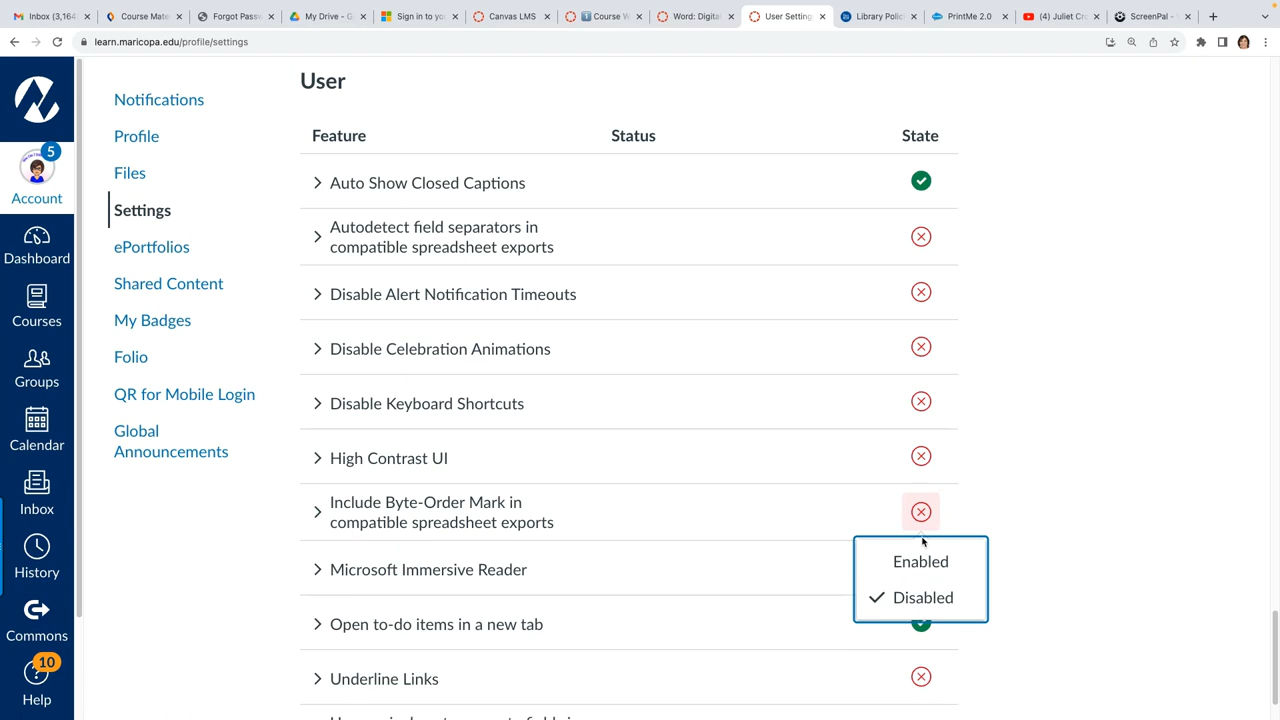 Inbox (3,164
Course Mater
Forgot Passw
My Drive - G
Sign in to you
Canvas LMS
Course W
Word: Digita
User Setting
Library Polic
PrintMe 2.0
(4) Juliet Cr
ScreenPal -
learn.maricopa.edu/profile/settings
5
Account
Dashboard
Courses
Groups
Calendar
Inbox
History
Commons
10
Help
Notifications
Profile
Files
Settings
ePortfolios
Shared Content
My Badges
Folio
QR for Mobile Login
Global
Announcements
User
Feature Status State
Auto Show Closed Captions
Autodetect field separators in
compatible spreadsheet exports
Disable Alert Notification Timeouts
Disable Celebration Animations
Disable Keyboard Shortcuts
High Contrast UI
Include Byte-Order Mark in
compatible spreadsheet exports
Enabled
Microsoft Immersive Reader
Disabled
Open to-do items in a new tab
Underline Links